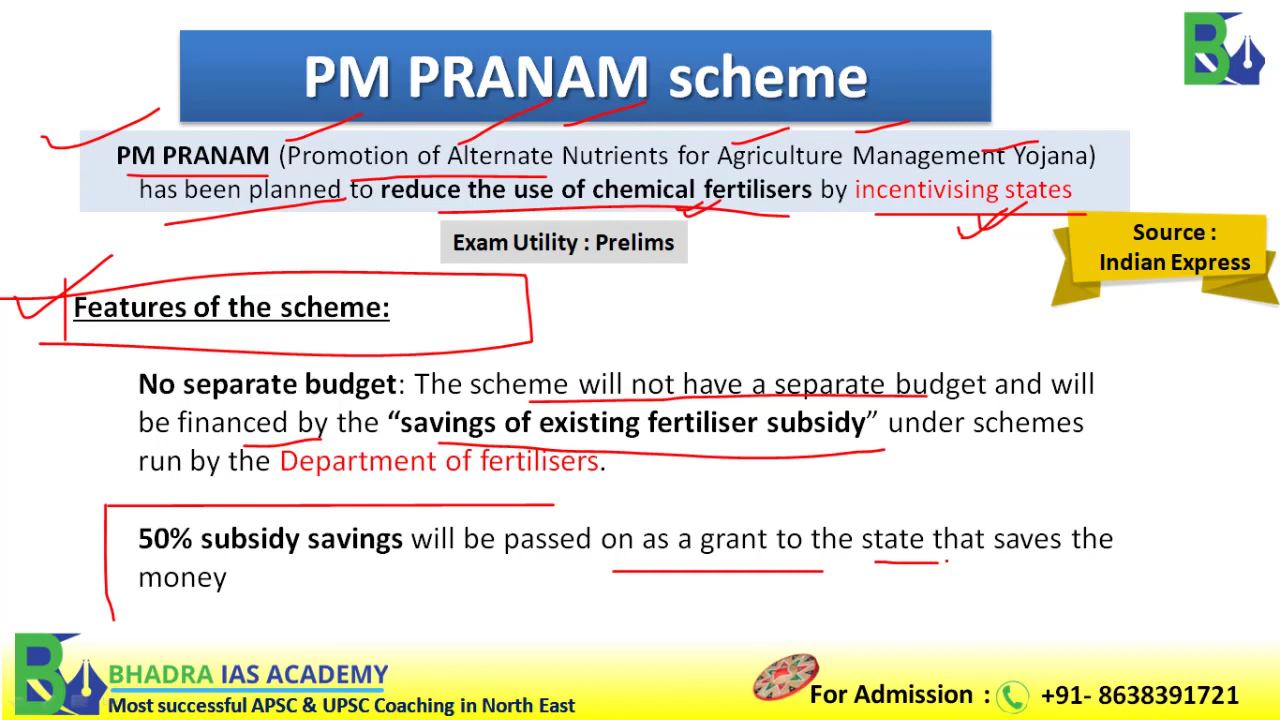 PM PRANAM scheme
PM PRANAM (Promotion of Alternate Nutrients for Agriculture Management Yojana)
has been planned to reduce the use of chemical fertilisers by incentivising states
Exam Utility : Prelims
Source :
Indian Express
Features of the scheme:
No separate budget: The scheme will not have a separate budget and will
be financed by the “savings of existing fertiliser subsidy” under schemes
run by the Department of fertilisers.
50% subsidy savings will be passed on as a grant to the state that saves the
money
BHADRA IAS ACADEMY
Most successful APSC & UPSC Coaching in North East
For Admission : +91- 8638391721